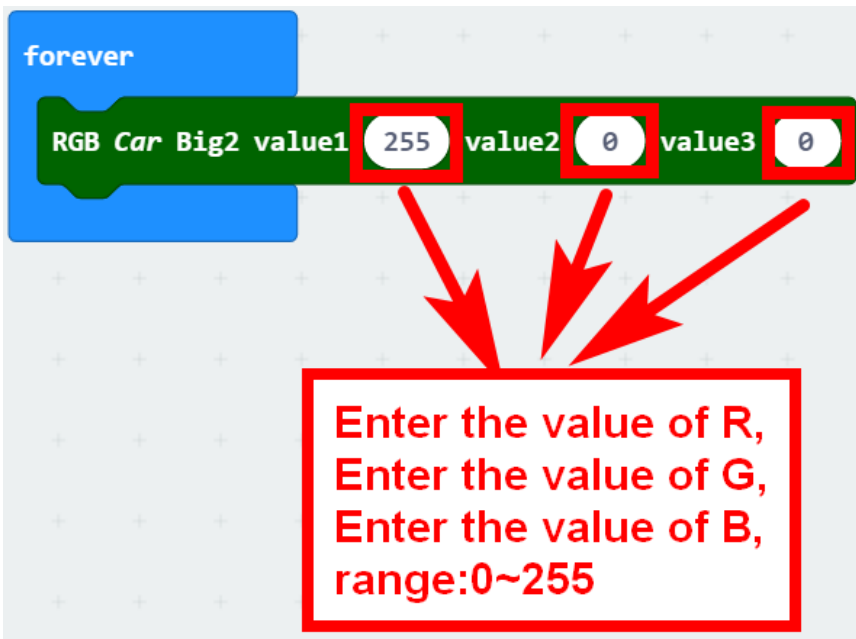 forever
RGB Car Big2 value1 255 value2 0 value3 0
Enter the value of R,
Enter the value of G,
Enter the value of B,
range:0~255